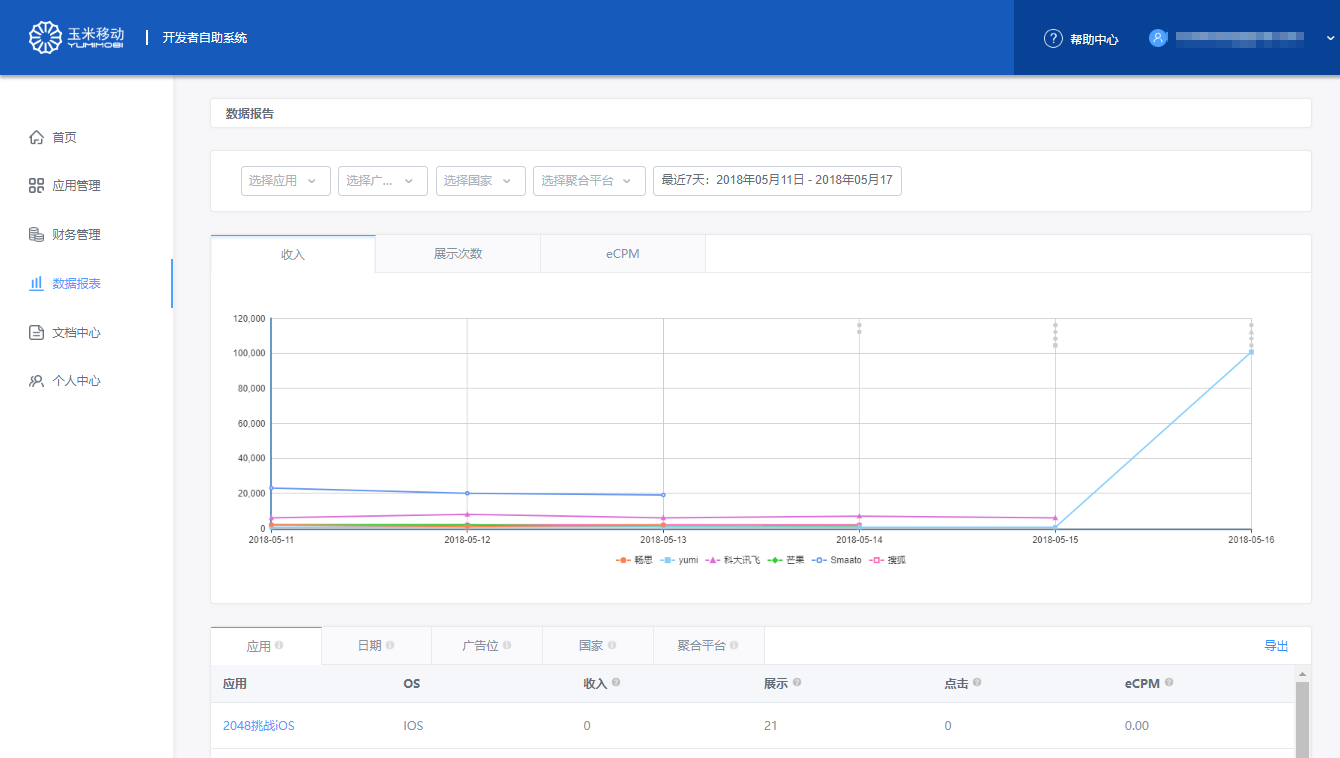 玉米移动
YUMIMOBI
开发者自助系统
帮助中心
首页
应用管理
财务管理
数据报表
文档中心
个人中心
数据报告
选择应用 选择广... 选择国家 选择聚合平台 最近7天：2018年05月11日 - 2018年05月17
收入 展示次数 eCPM
120,000
100,000
80,000
60,000
40,000
20,000
0
2018-05-11 2018-05-12 2018-05-13 2018-05-14 2018-05-15 2018-05-16
畅思 yumi 科大讯飞 芒果 Smaato 搜狐
应用 日期 广告位 国家 聚合平台 导出
应用 OS 收入 展示 点击 eCPM
2048挑战iOS IOS 0 21 0 0.00